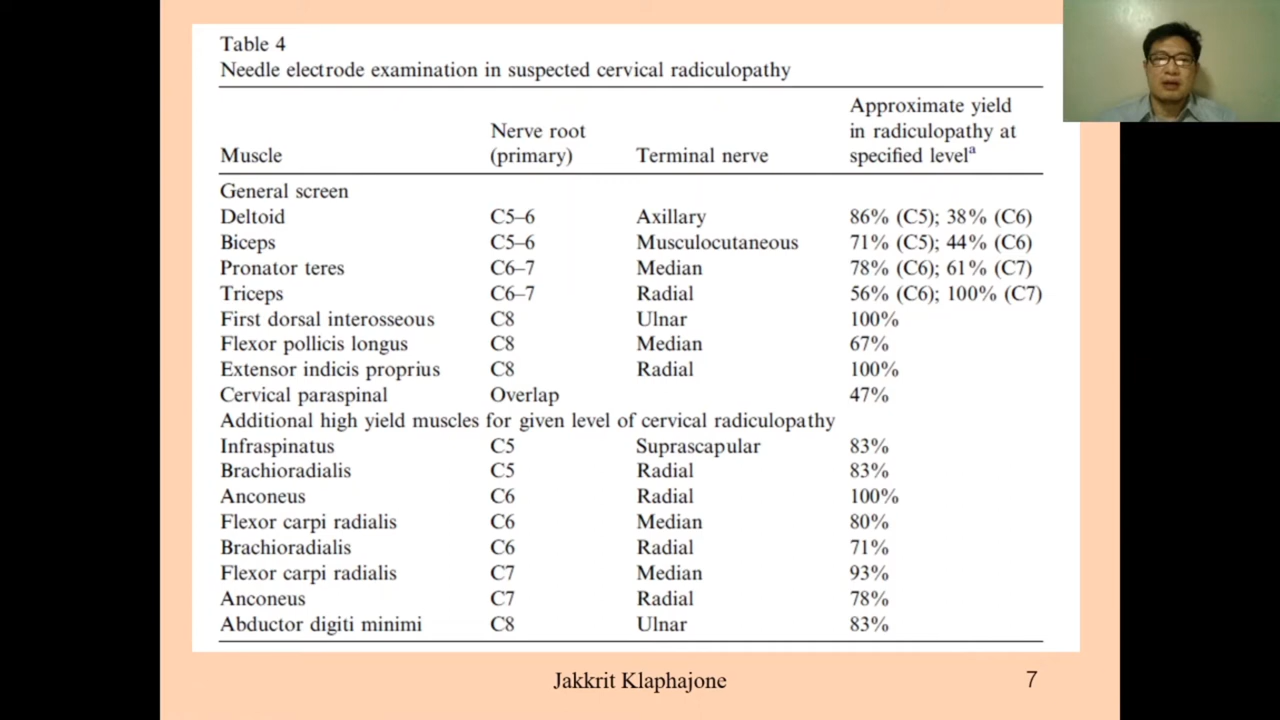 Table 4
Needle electrode examination in suspected cervical radiculopathy
Muscle Nerve root (primary) Terminal nerve Approximate yield in radiculopathy at specified levelᵃ
General screen
Deltoid C5–6 Axillary 86% (C5); 38% (C6)
Biceps C5–6 Musculocutaneous 71% (C5); 44% (C6)
Pronator teres C6–7 Median 78% (C6); 61% (C7)
Triceps C6–7 Radial 56% (C6); 100% (C7)
First dorsal interosseous C8 Ulnar 100%
Flexor pollicis longus C8 Median 67%
Extensor indicis proprius C8 Radial 100%
Cervical paraspinal Overlap 47%
Additional high yield muscles for given level of cervical radiculopathy
Infraspinatus C5 Suprascapular 83%
Brachioradialis C5 Radial 83%
Anconeus C6 Radial 100%
Flexor carpi radialis C6 Median 80%
Brachioradialis C6 Radial 71%
Flexor carpi radialis C7 Median 93%
Anconeus C7 Radial 78%
Abductor digiti minimi C8 Ulnar 83%
Jakkrit Klaphajone
7